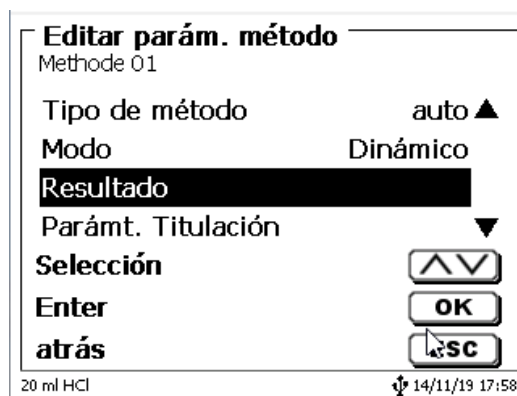 Editar parám. método
Methode 01
Tipo de método auto ▲
Modo Dinámico
Resultado
Parámt. Titulación ▼
Selección
Enter OK
atrás ESC
20 ml HCl 14/11/19 17:58